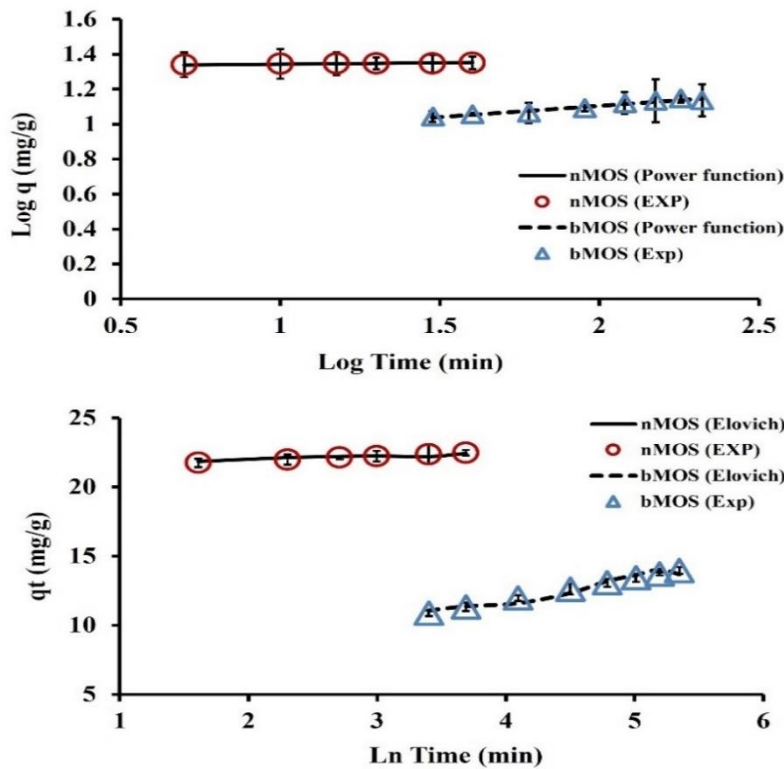 1.6
1.4
1.2
1
0.8
0.6
0.4
0.2
0
Log q (mg/g)
nMOS (Power function)
nMOS (EXP)
bMOS (Power function)
bMOS (Exp)
0.5 1 1.5 2 2.5
Log Time (min)
25
20
15
10
5
qt (mg/g)
nMOS (Elovich)
nMOS (EXP)
bMOS (Elovich)
bMOS (Exp)
1 2 3 4 5 6
Ln Time (min)